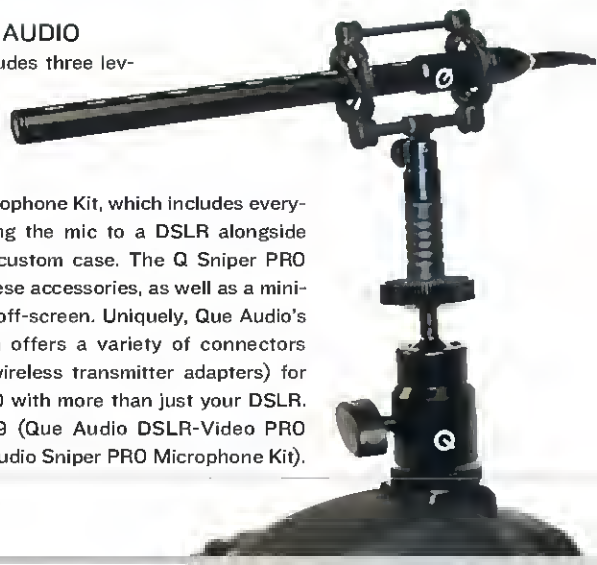 AUDIO
udes three lev-
ophone Kit, which includes every-
ng the mic to a DSLR alongside
custom case. The Q Sniper PRO
ese accessories, as well as a mini-
off-screen. Uniquely, Que Audio's
offers a variety of connectors
wireless transmitter adapters) for
0 with more than just your DSLR.
9 (Que Audio DSLR-Video PRO
udio Sniper PRO Microphone Kit).
Q
Q